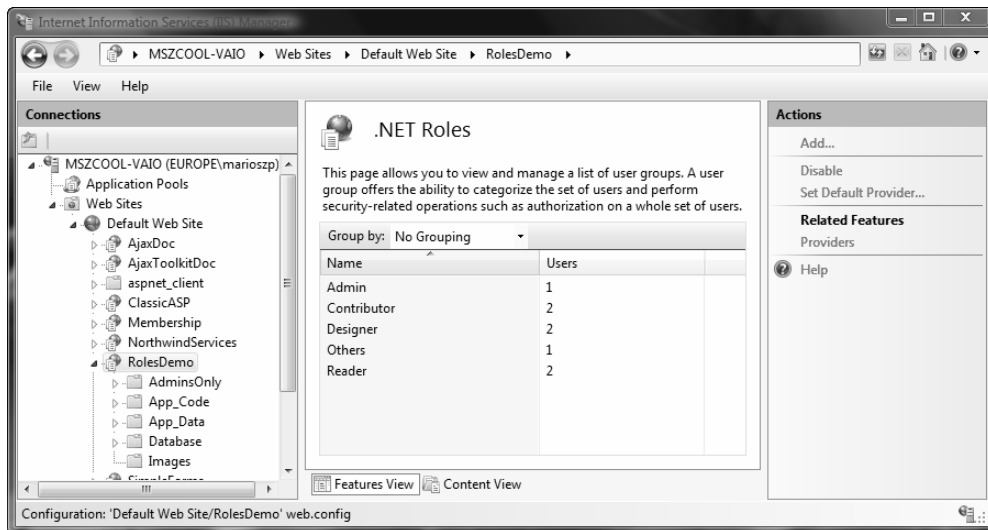 Internet Information Services (IIS) Manager
MSZCOOL-VAIO Web Sites Default Web Site RolesDemo
File View Help
Connections
MSZCOOL-VAIO (EUROPE\marioszp)
Application Pools
Web Sites
Default Web Site
AjaxDoc
AjaxToolkitDoc
aspnet_client
ClassicASP
Membership
NorthwindServices
RolesDemo
AdminsOnly
App_Code
App_Data
Database
Images
.NET Roles
This page allows you to view and manage a list of user groups. A user
group offers the ability to categorize the set of users and perform
security-related operations such as authorization on a whole set of users.
Group by: No Grouping
Name Users
Admin 1
Contributor 2
Designer 2
Others 1
Reader 2
Features View Content View
Actions
Add...
Disable
Set Default Provider...
Related Features
Providers
Help
Configuration: 'Default Web Site/RolesDemo' web.config